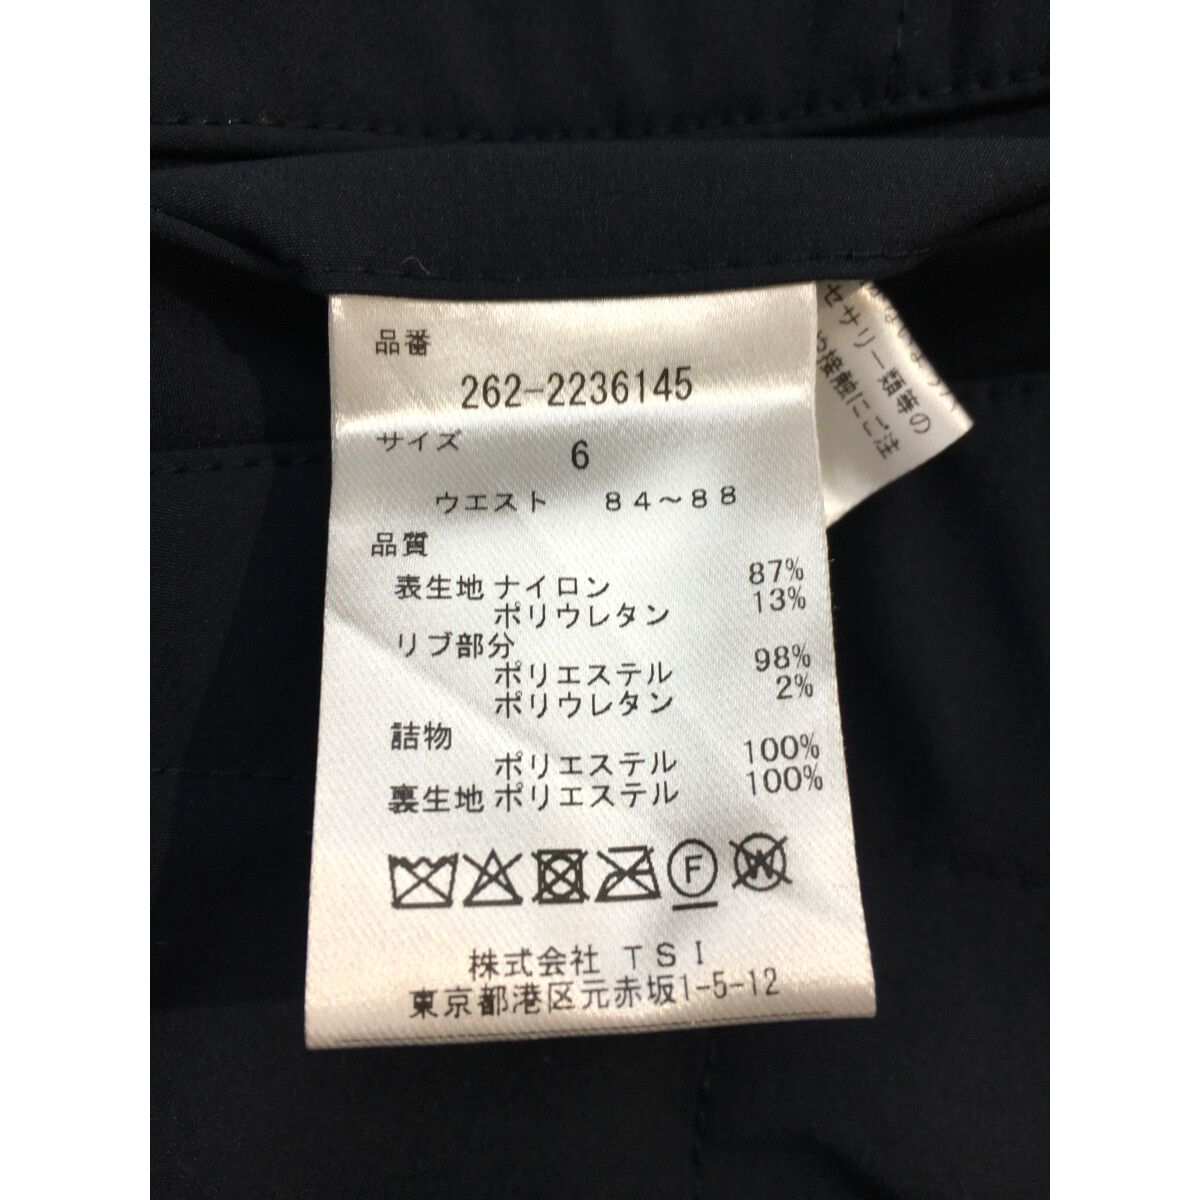 品番
262-2236145
サイズ 6
ウエスト 84～88
品質
表生地 ナイロン 87%
ポリウレタン 13%
リブ部分
ポリエステル 98%
ポリウレタン 2%
詰物
ポリエステル 100%
裏生地 ポリエステル 100%
F W
株式会社 TSI
東京都港区元赤坂1-5-12
セサリー類等の
接触にご注